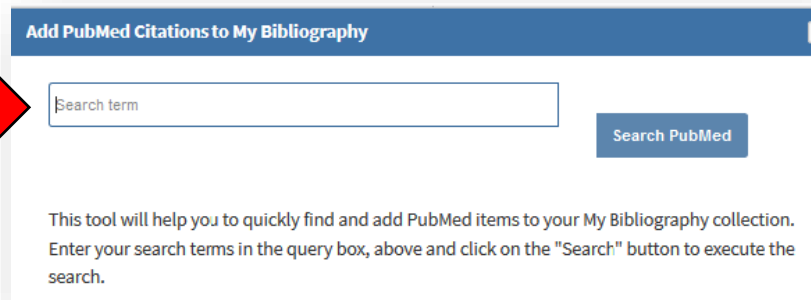 Add PubMed Citations to My Bibliography
Search term
Search PubMed
This tool will help you to quickly find and add PubMed items to your My Bibliography collection.
Enter your search terms in the query box, above and click on the "Search" button to execute the
search.